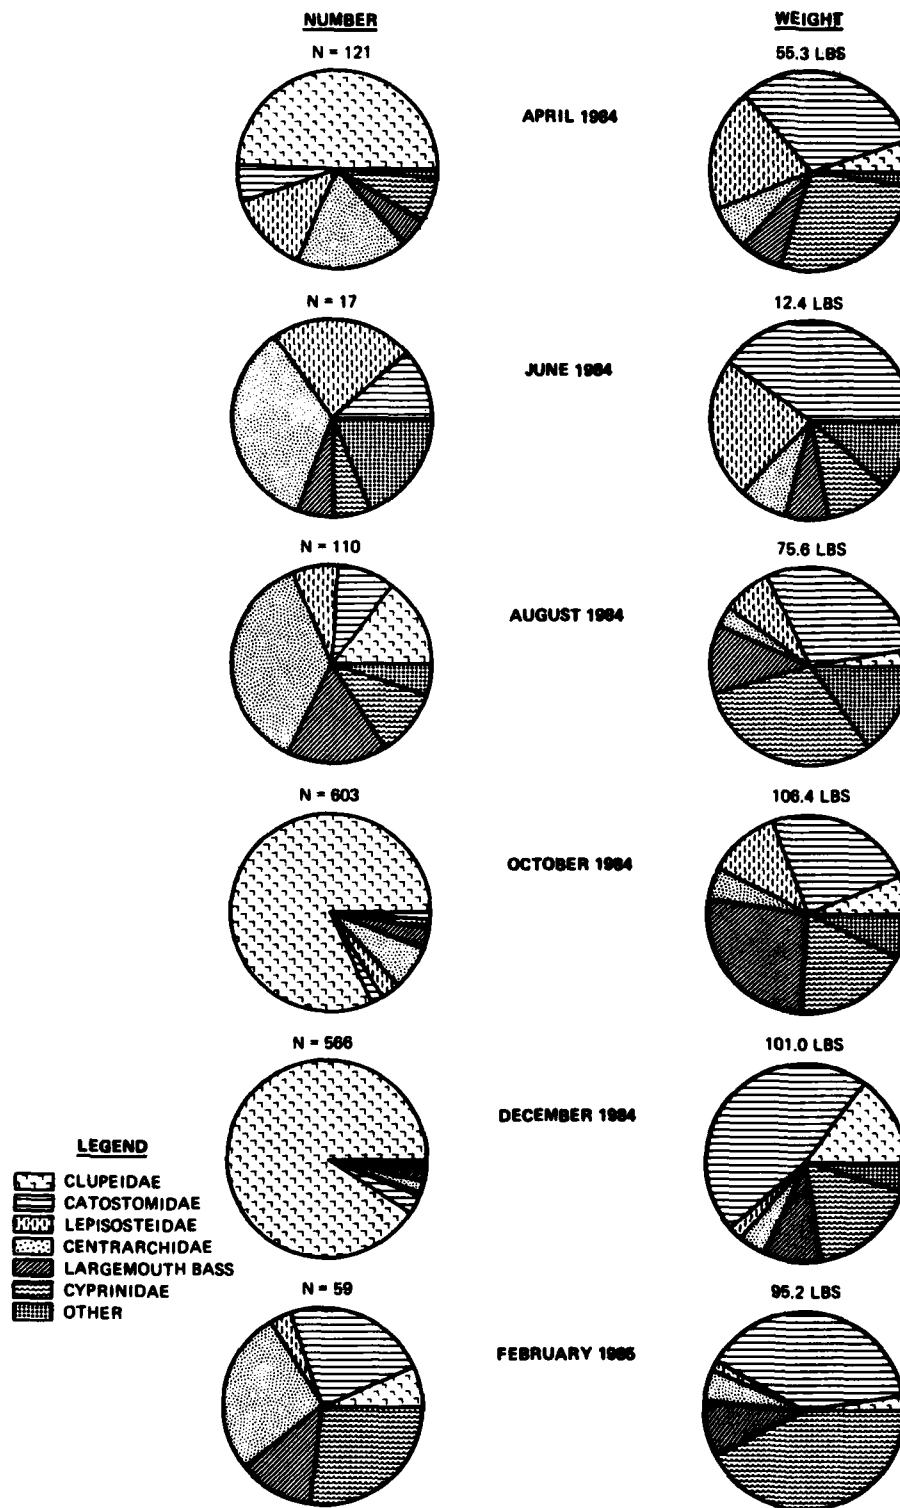 NUMBER
WEIGHT
N = 121
55.3 LBS
APRIL 1984
N = 17
12.4 LBS
JUNE 1984
N = 110
75.6 LBS
AUGUST 1984
N = 603
106.4 LBS
OCTOBER 1984
N = 566
101.0 LBS
DECEMBER 1984
LEGEND
CLUPEIDAE
CATOSTOMIDAE
LEPISOSTEIDAE
CENTRARCHIDAE
LARGEMOUTH BASS
CYPRINIDAE
OTHER
N = 59
95.2 LBS
FEBRUARY 1985